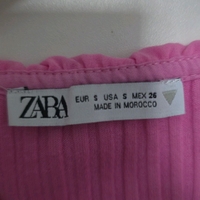 ZARA
EUR S USA S MEX 26
MADE IN MOROCCO